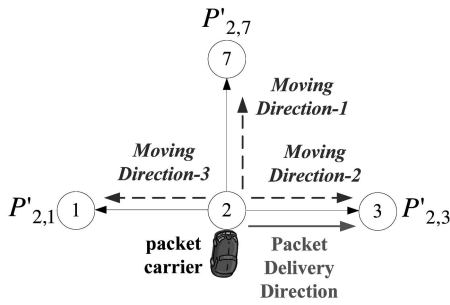 P'2,7
7
Moving
Direction-1
Moving
Direction-3
Moving
Direction-2
P'2,1
1
2
3
P'2,3
packet
carrier
Packet
Delivery
Direction